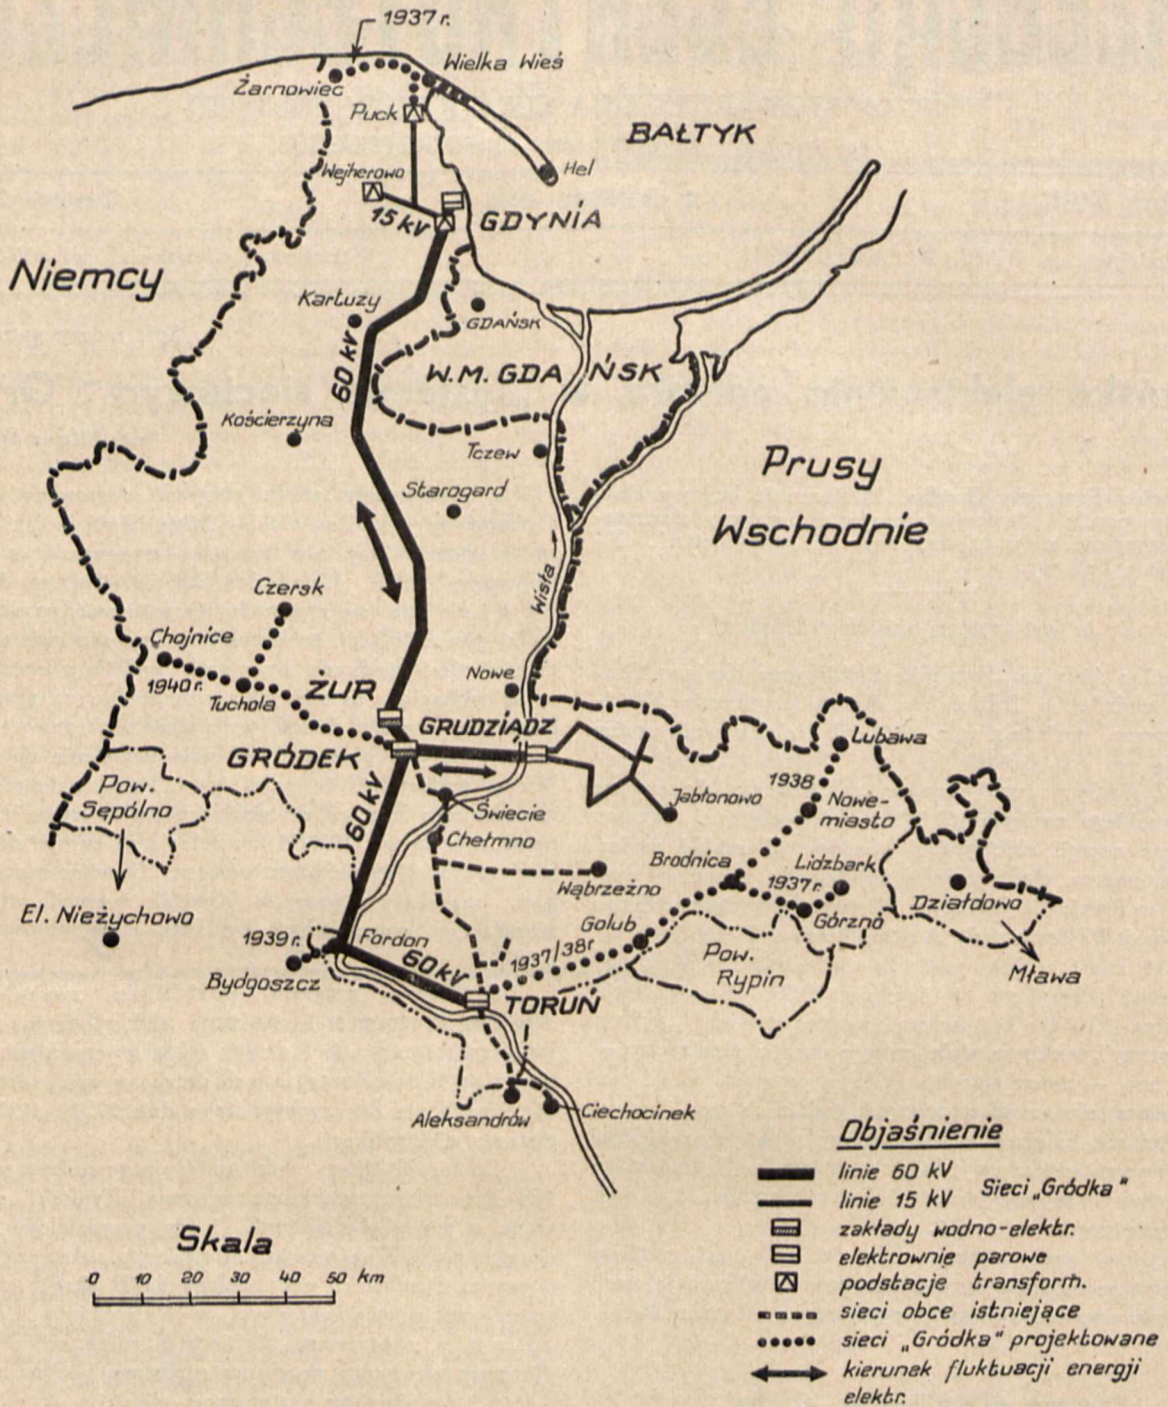 1937 r.
Wielka Wieś
Żarnowiec
Puck
BAŁTYK
Wejherowo
Hel
15 kV
GDYNIA
Niemcy
Kartuzy
GDAŃSK
60 kV
W.M. GDAŃSK
Kościerzyna
Tczew
Prusy
Wschodnie
Starogard
Wisła
Czersk
Chojnice
1940 r.
Tuchola
ŻUR
Nowe
GRUDZIĄDZ
GRÓDEK
Lubawa
Pow.
Sępólno
1938
Nowe-
miasto
Jabłonowo
Świecie
60 kV
Chełmno
Brodnica
Lidzbark
Wąbrzeźno
1937 r.
El. Nieżychowo
Górzno
Działdowo
Golub
1939 r.
Fordon
Bydgoszcz
60 kV
1937/38 r
Pow.
Rypin
Mława
TORUŃ
Aleksandrów
Ciechocinek
Objaśnienie
linie 60 kV
linie 15 kV
Sieci „Gródka"
zakłady wodno-elektr.
elektrownie parowe
podstacje transform.
sieci obce istniejące
sieci „Gródka" projektowane
kierunek fluktuacji energji
elektr.
Skala
0 10 20 30 40 50 km